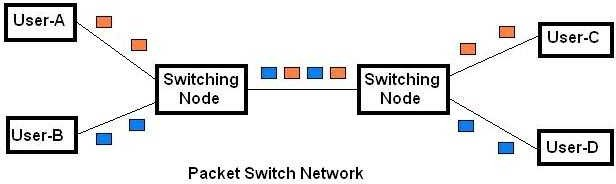 User-A
User-C
Switching
Node
Switching
Node
User-B
User-D
Packet Switch Network